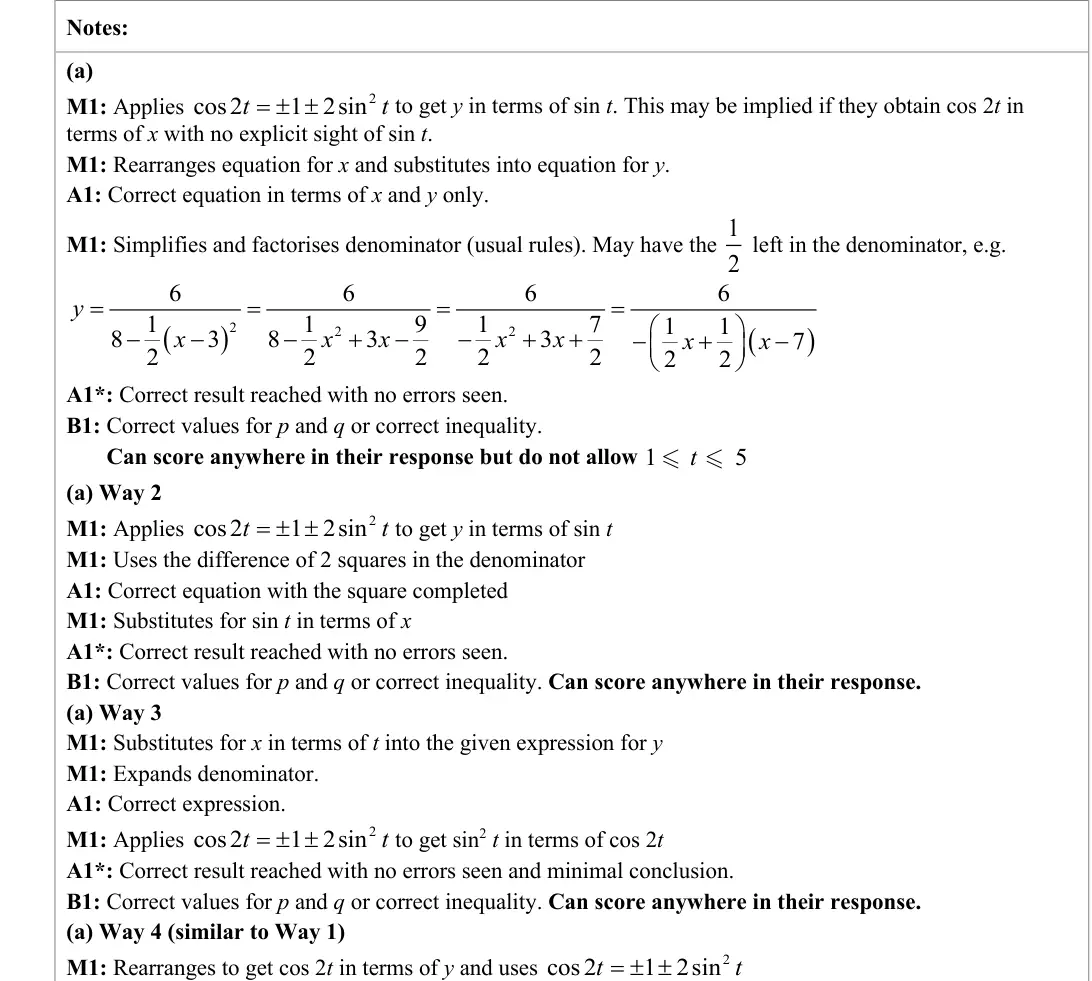 Notes:
(a)
M1: Applies cos 2t = ±1 ± 2 sin² t to get y in terms of sin t. This may be implied if they obtain cos 2t in
terms of x with no explicit sight of sin t.
M1: Rearranges equation for x and substitutes into equation for y.
A1: Correct equation in terms of x and y only.
M1: Simplifies and factorises denominator (usual rules). May have the 1/2 left in the denominator, e.g.
y = 6/(8 − 1/2(x − 3)²) = 6/(8 − 1/2x² + 3x − 9/2) = 6/(−1/2x² + 3x + 7/2) = 6/(−(1/2x + 1/2)(x − 7))
A1*: Correct result reached with no errors seen.
B1: Correct values for p and q or correct inequality.
Can score anywhere in their response but do not allow 1 ⩽ t ⩽ 5
(a) Way 2
M1: Applies cos 2t = ±1 ± 2 sin² t to get y in terms of sin t
M1: Uses the difference of 2 squares in the denominator
A1: Correct equation with the square completed
M1: Substitutes for sin t in terms of x
A1*: Correct result reached with no errors seen.
B1: Correct values for p and q or correct inequality. Can score anywhere in their response.
(a) Way 3
M1: Substitutes for x in terms of t into the given expression for y
M1: Expands denominator.
A1: Correct expression.
M1: Applies cos 2t = ±1 ± 2 sin² t to get sin² t in terms of cos 2t
A1*: Correct result reached with no errors seen and minimal conclusion.
B1: Correct values for p and q or correct inequality. Can score anywhere in their response.
(a) Way 4 (similar to Way 1)
M1: Rearranges to get cos 2t in terms of y and uses cos 2t = ±1 ± 2 sin² t